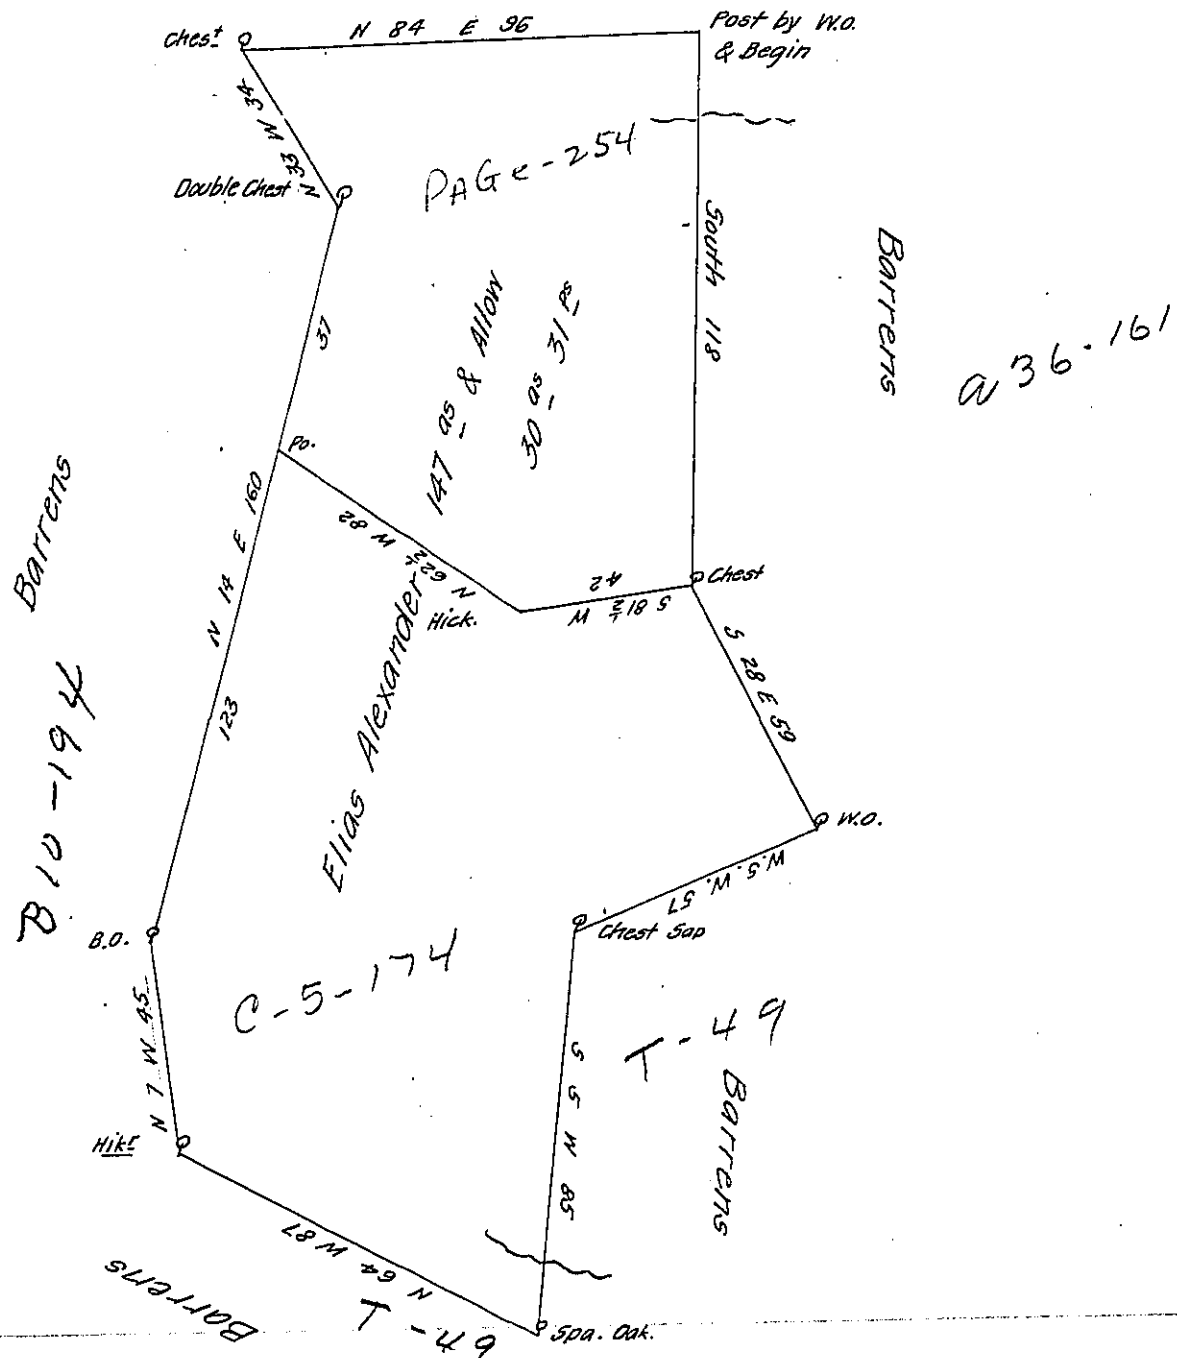 Chest
N 84 E 96
Post by W.O.
& Begin
N 33 W 34
Double Chest
PAGe - 254
South 118
Barrens
a 36 - 161
37
147 as & Allow
30 as 31 ps
Po.
Barrens
N 14 E 160
N 62½ W 82
Hick.
S 81½ W 42
Chest
S 28 E 59
B 10 - 194
123
Elias Alexander
W.O.
W.S.W. 57
Chest Sap
B.O.
C - 5 - 174
N 7 W 45
T - 49
Barrens
S 5 W 85
Hikr
N 64 W 87
Barrens
T - 49
Spa. Oak.